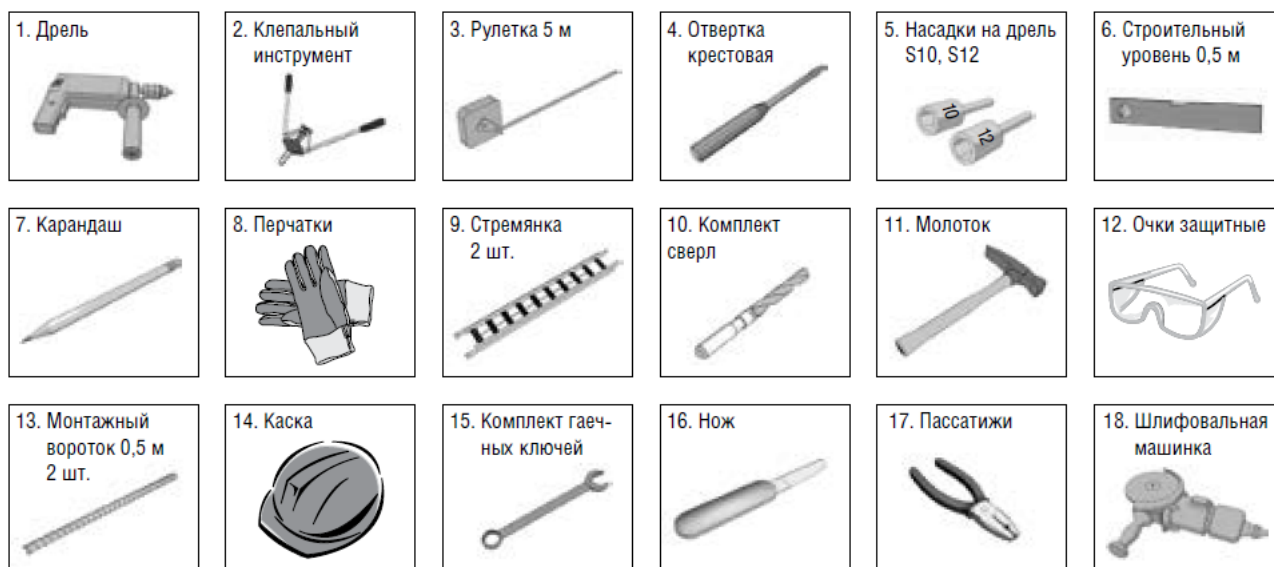 1. Дрель
2. Клепальный
инструмент
3. Рулетка 5 м
4. Отвертка
крестовая
5. Насадки на дрель
S10, S12
10
12
6. Строительный
уровень 0,5 м
7. Карандаш
8. Перчатки
9. Стремянка
2 шт.
10. Комплект
сверл
11. Молоток
12. Очки защитные
13. Монтажный
вороток 0,5 м
2 шт.
14. Каска
15. Комплект гаеч-
ных ключей
16. Нож
17. Пассатижи
18. Шлифовальная
машинка